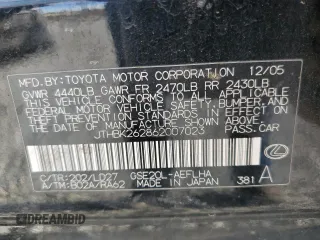 MFD.BY:TOYOTA MOTOR CORPORATION 12/05
GVWR 4440LB GAWR FR 2470LB RR 2430LB
THIS VEHICLE CONFORMS TO ALL APPLICABLE
FEDERAL MOTOR VEHICLE SAFETY, BUMPER, AND
THEFT PREVENTION STANDARDS IN EFFECT ON
THE DATE OF MANUFACTURE SHOWN ABOVE.
JTHBK262862007023 PASS.CAR
C/TR:202/LD27 GSE20L-AEFLHA
A/TM:B02A/RA62 MADE IN JAPAN 381 A